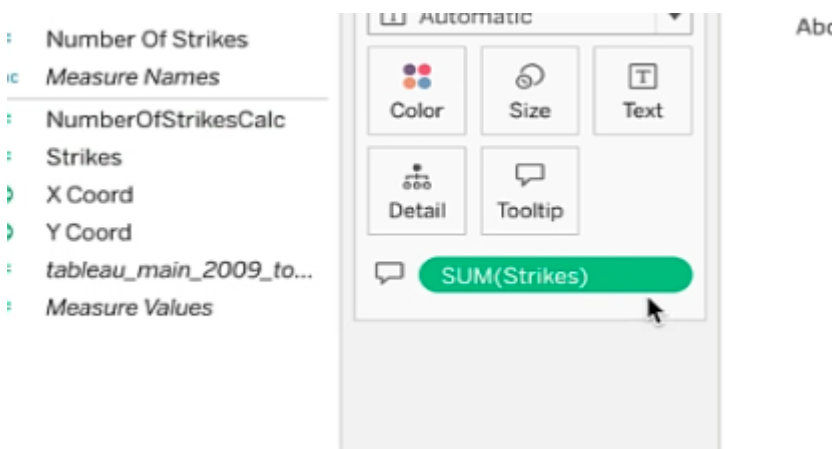 Number Of Strikes
Measure Names
NumberOfStrikesCalc
Strikes
X Coord
Y Coord
tableau_main_2009_to...
Measure Values
Automatic
Color
Size
T
Text
Detail
Tooltip
SUM(Strikes)